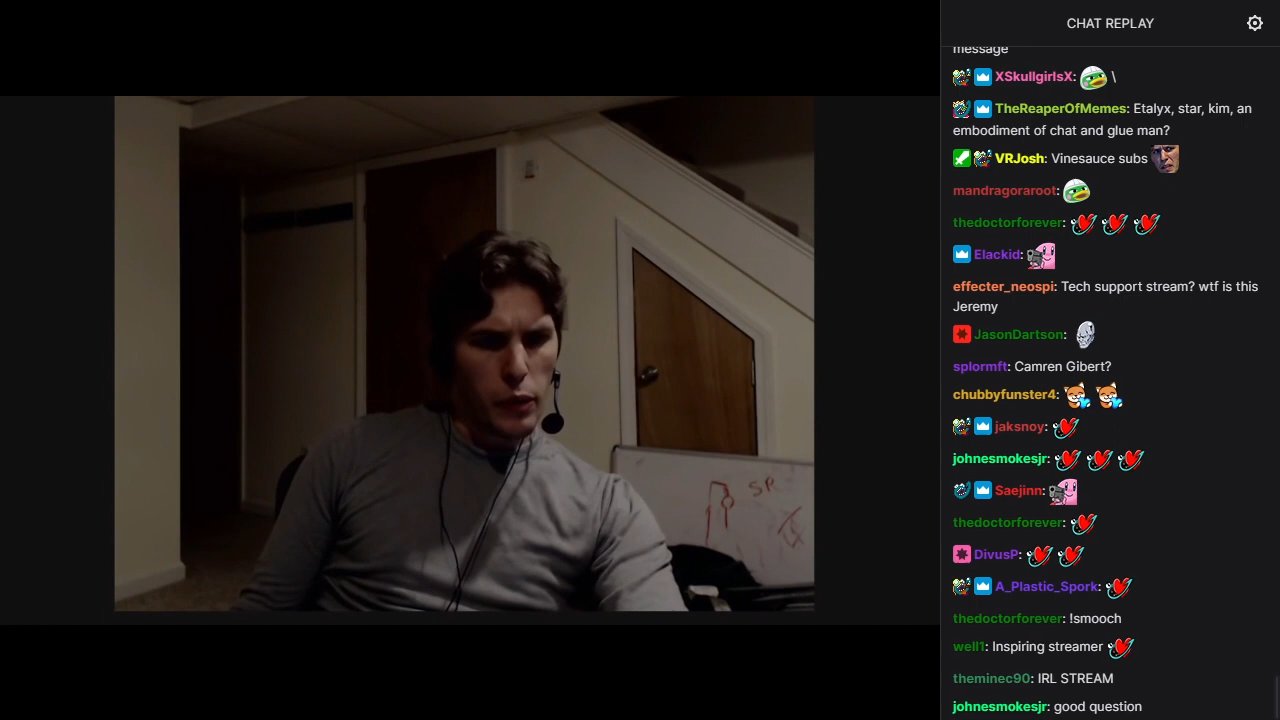 CHAT REPLAY
message
XSkullgirlsX: \
TheReaperOfMemes: Etalyx, star, kim, an
embodiment of chat and glue man?
VRJosh: Vinesauce subs
mandragoraroot:
thedoctorforever:
Elackid:
effecter_neospi: Tech support stream? wtf is this
Jeremy
JasonDartson:
splormft: Camren Gibert?
chubbyfunster4:
jaksnoy:
johnesmokesjr:
Saejinn:
thedoctorforever:
DivusP:
A_Plastic_Spork:
thedoctorforever: !smooch
well1: Inspiring streamer
theminec90: IRL STREAM
johnesmokesjr: good question
SP